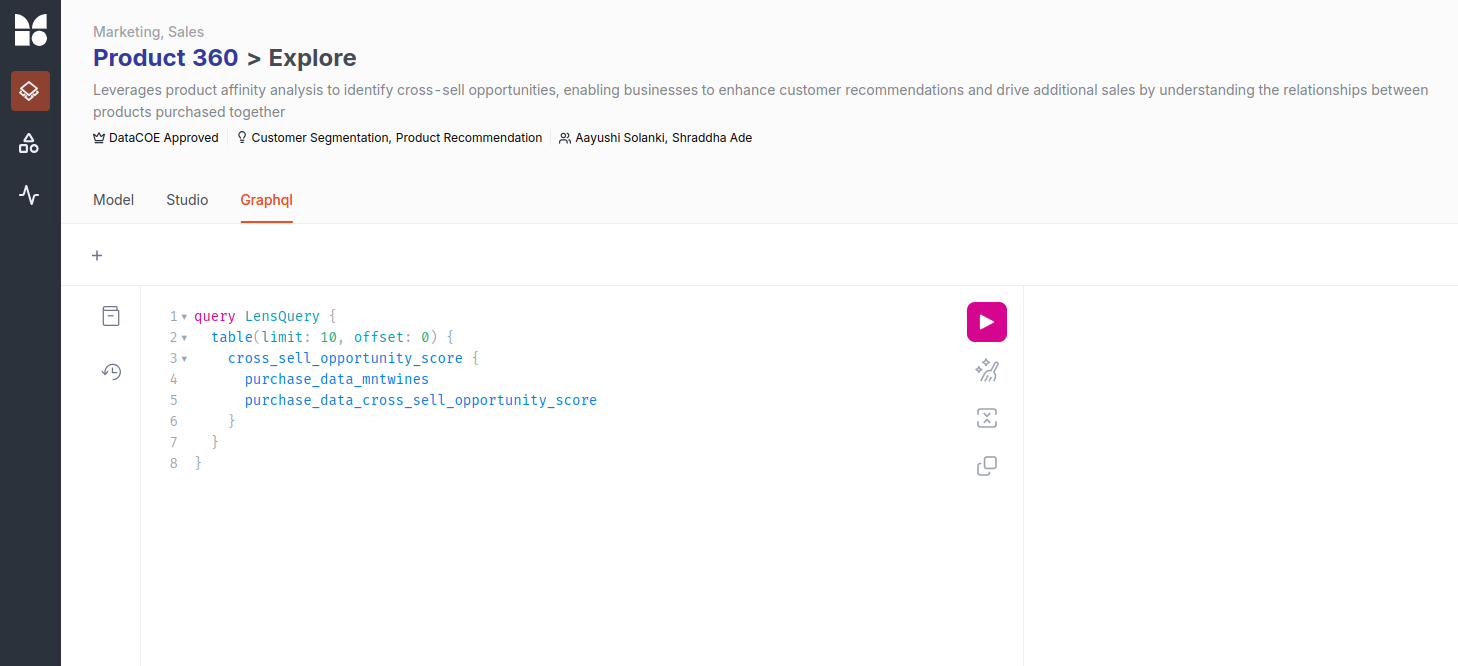 Marketing, Sales
Product 360 > Explore
Leverages product affinity analysis to identify cross-sell opportunities, enabling businesses to enhance customer recommendations and drive additional sales by understanding the relationships between
products purchased together
DataCOE Approved Customer Segmentation, Product Recommendation Aayushi Solanki, Shraddha Ade
Model Studio Graphql
+
1 query LensQuery {
2 table(limit: 10, offset: 0) {
3 cross_sell_opportunity_score {
4 purchase_data_mntwines
5 purchase_data_cross_sell_opportunity_score
6 }
7 }
8 }